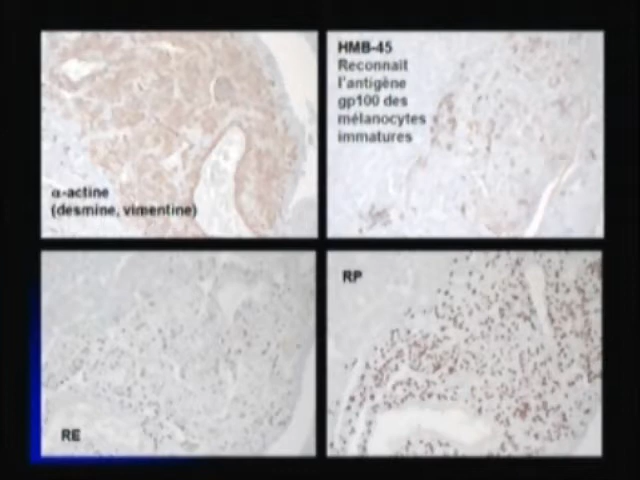 α-actine
(desmine, vimentine)
HMB-45
Reconnait
l'antigène
gp100 des
mélanocytes
immatures
RE
RP